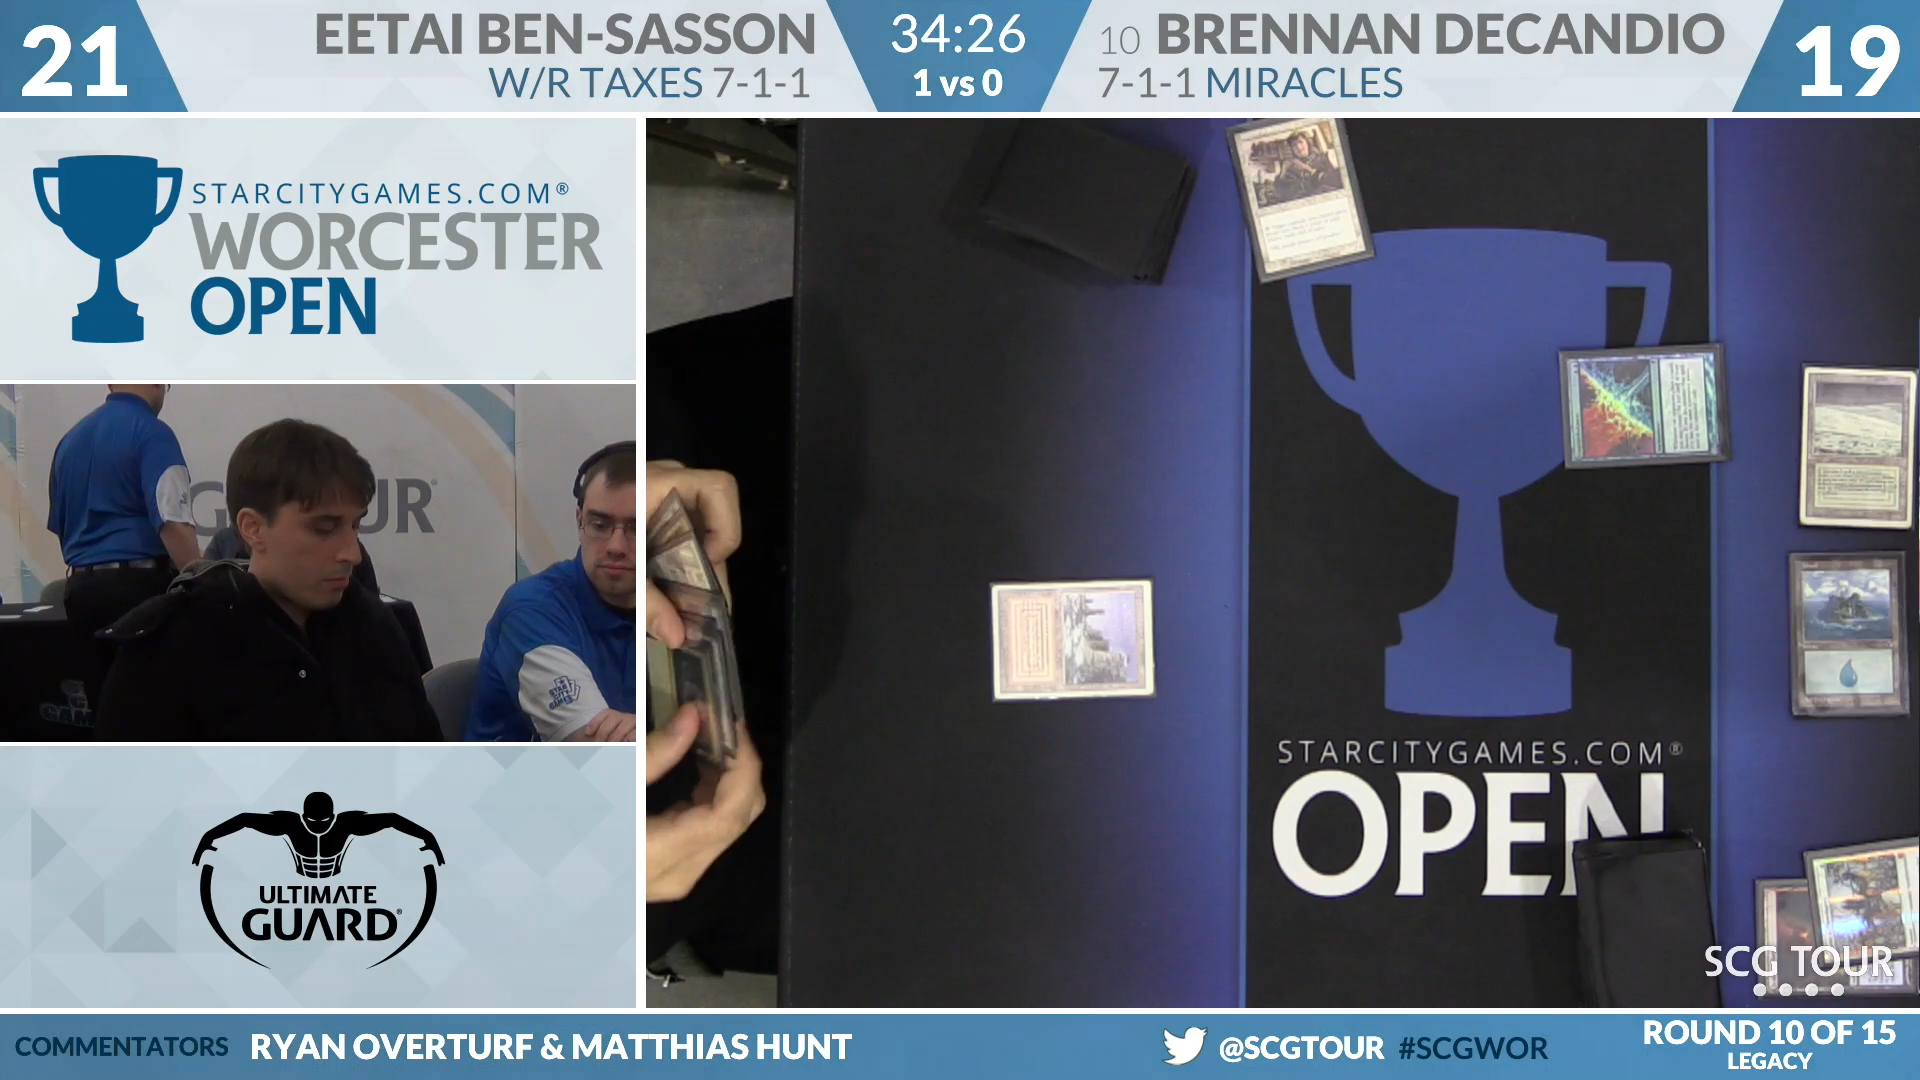 21
EETAI BEN-SASSON
W/R TAXES 7-1-1
34:26
1 vs 0
10 BRENNAN DECANDIO
7-1-1 MIRACLES
19
STARCITYGAMES.COM®
WORCESTER
OPEN
ULTIMATE
GUARD®
STARCITYGAMES.COM®
OPEN
SCG TOUR
COMMENTATORS RYAN OVERTURF & MATTHIAS HUNT
@SCGTOUR #SCGWOR
ROUND 10 OF 15
LEGACY